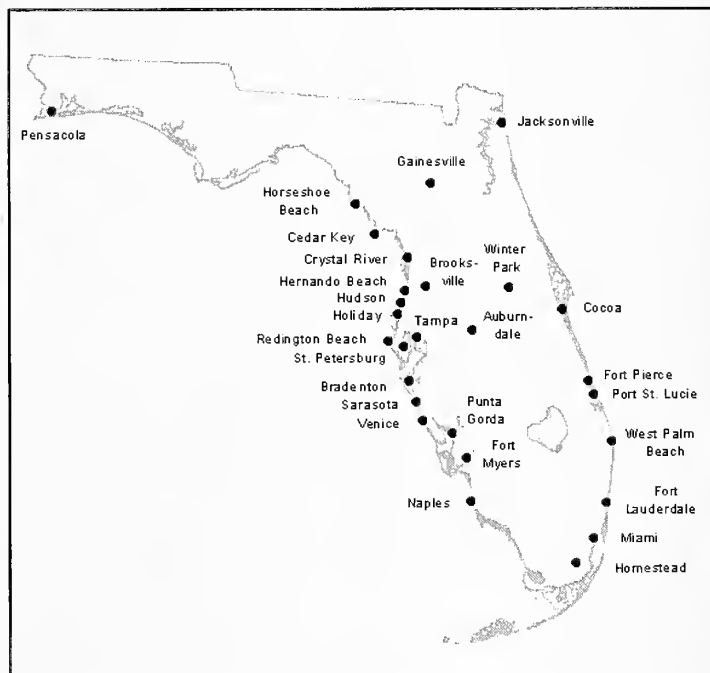 Pensacola
Jacksonville
Gainesville
Horseshoe
Beach
Cedar Key
Crystal River
Brooks-
ville
Winter
Park
Hernando Beach
Hudson
Holiday
Cocoa
Tampa
Auburn-
dale
Redington Beach
St. Petersburg
Bradenton
Sarasota
Venice
Punta
Gorda
Fort Pierce
Port St. Lucie
West Palm
Beach
Fort
Myers
Naples
Fort
Lauderdale
Miami
Homestead